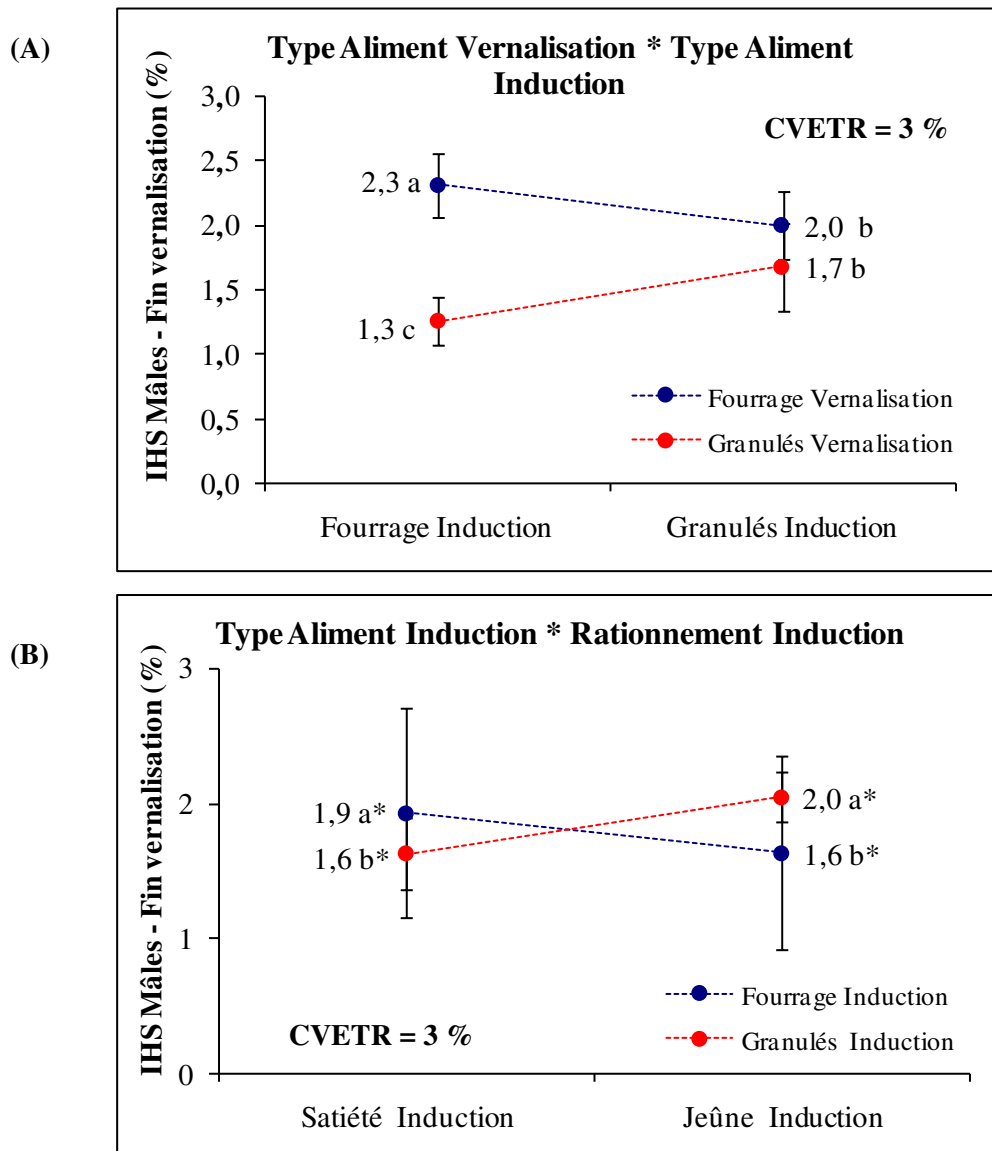 (A)
Type Aliment Vernalisation * Type Aliment
Induction
IHS Mâles - Fin vernalisation (%)
3,0
2,5
2,0
1,5
1,0
0,5
0,0
CVETR = 3 %
2,3 a
2,0 b
1,7 b
1,3 c
Fourrage Vernalisation
Granulés Vernalisation
Fourrage Induction
Granulés Induction
(B)
Type Aliment Induction * Rationnement Induction
IHS Mâles - Fin vernalisation (%)
3
2
1
0
1,9 a*
1,6 b*
2,0 a*
1,6 b*
Fourrage Induction
Granulés Induction
CVETR = 3 %
Satiété Induction
Jeûne Induction